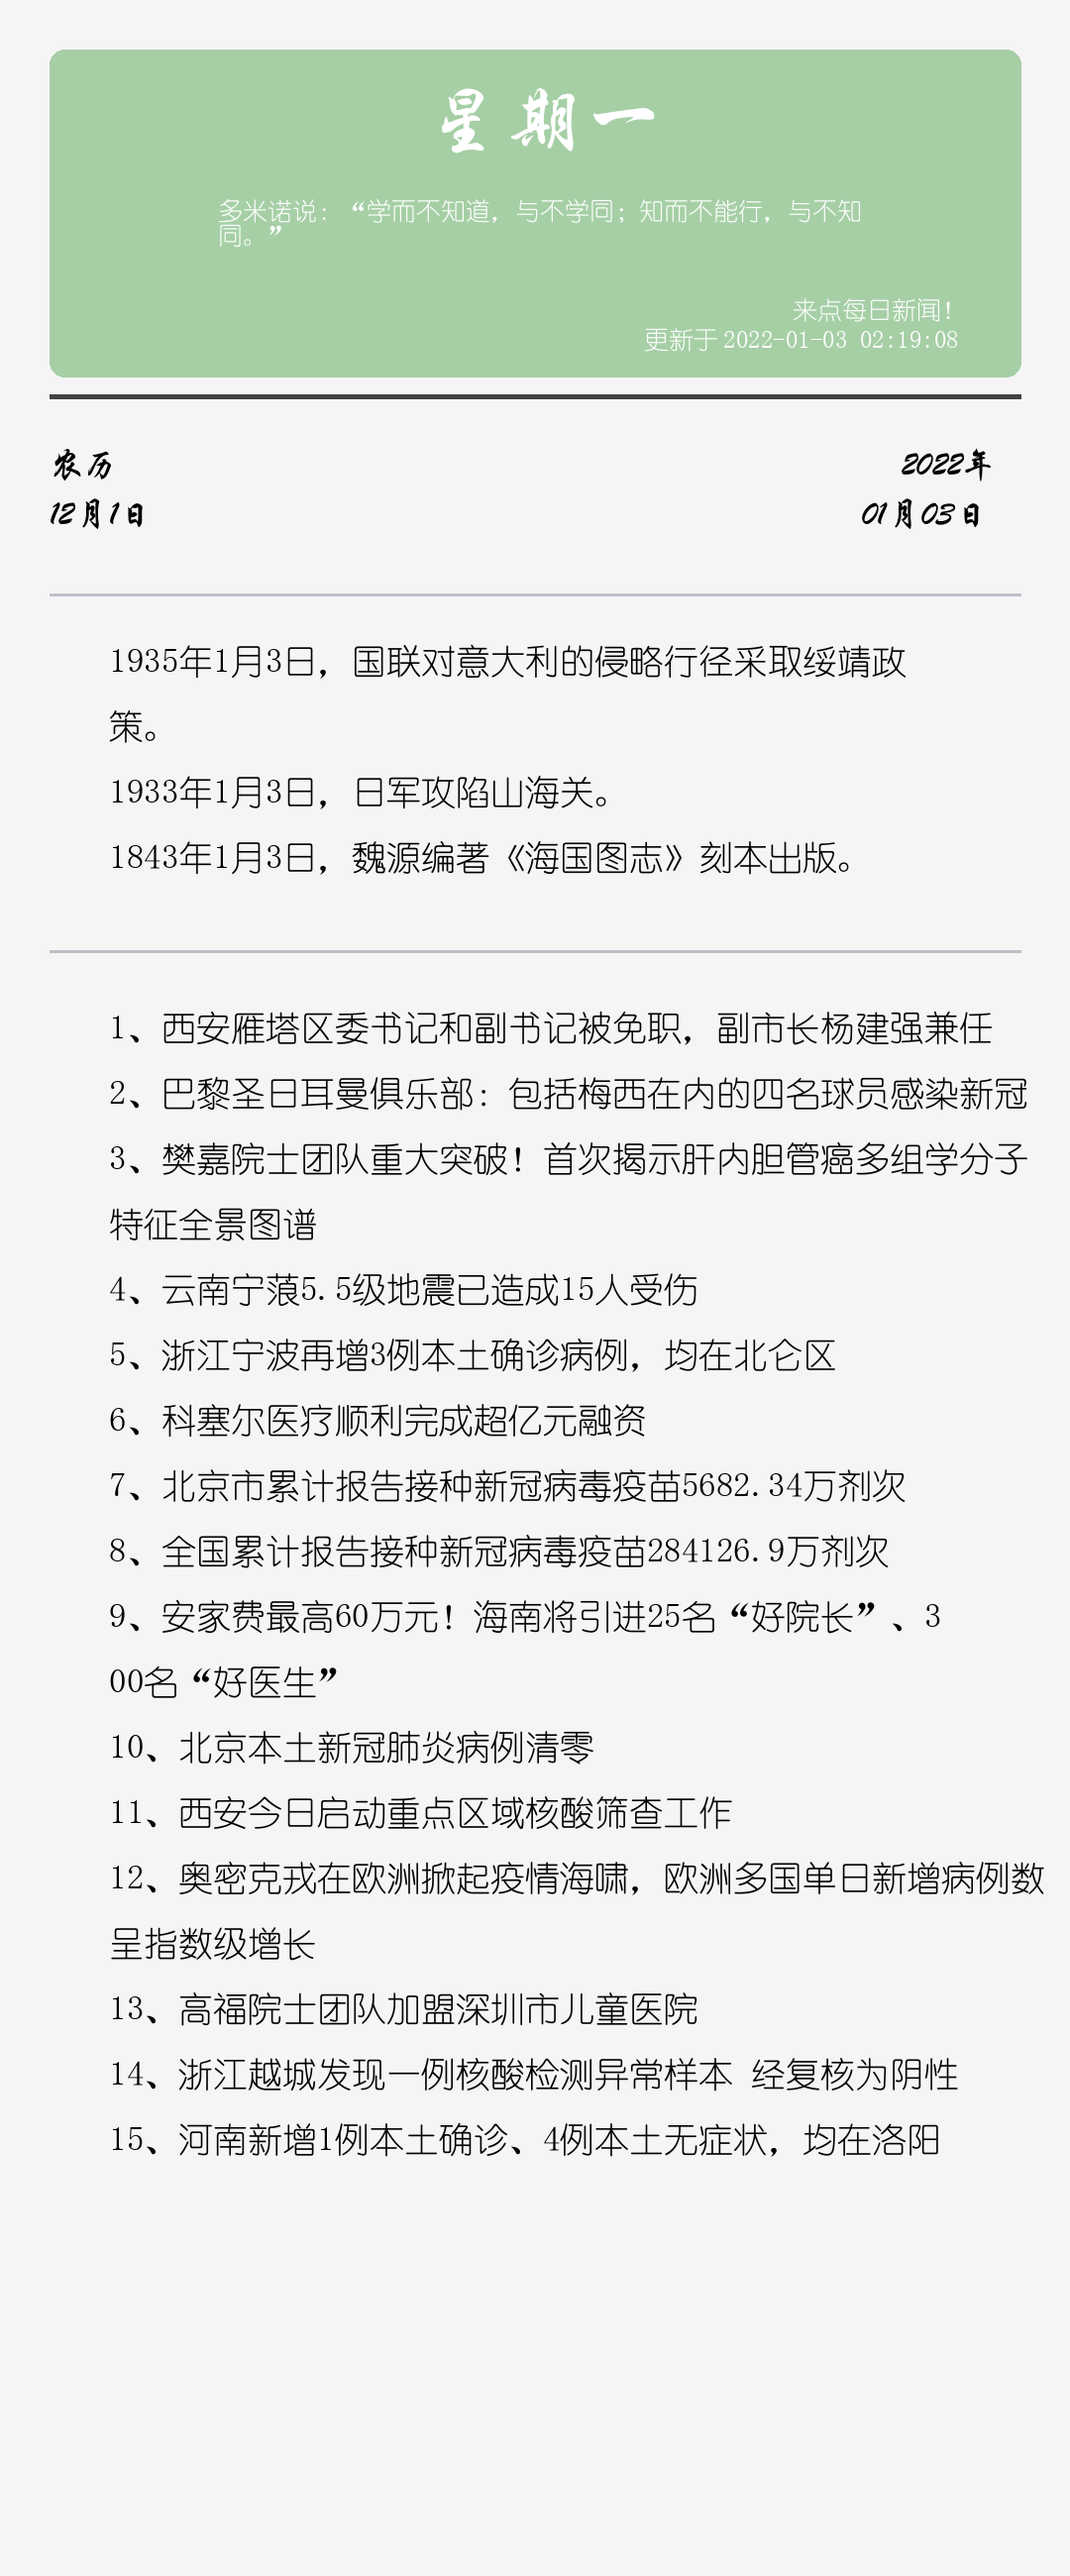 星期一
多米诺说：“学而不知道，与不学同；知而不能行，与不知
同。”
来点每日新闻！
更新于 2022-01-03 02:19:08
农历
2022年
12月1日
01月03日
1935年1月3日，国联对意大利的侵略行径采取绥靖政
策。
1933年1月3日，日军攻陷山海关。
1843年1月3日，魏源编著《海国图志》刻本出版。
1、西安雁塔区委书记和副书记被免职，副市长杨建强兼任
2、巴黎圣日耳曼俱乐部：包括梅西在内的四名球员感染新冠
3、樊嘉院士团队重大突破！首次揭示肝内胆管癌多组学分子
特征全景图谱
4、云南宁蒗5.5级地震已造成15人受伤
5、浙江宁波再增3例本土确诊病例，均在北仑区
6、科塞尔医疗顺利完成超亿元融资
7、北京市累计报告接种新冠病毒疫苗5682.34万剂次
8、全国累计报告接种新冠病毒疫苗284126.9万剂次
9、安家费最高60万元！海南将引进25名“好院长”、3
00名“好医生”
10、北京本土新冠肺炎病例清零
11、西安今日启动重点区域核酸筛查工作
12、奥密克戎在欧洲掀起疫情海啸，欧洲多国单日新增病例数
呈指数级增长
13、高福院士团队加盟深圳市儿童医院
14、浙江越城发现一例核酸检测异常样本 经复核为阴性
15、河南新增1例本土确诊、4例本土无症状，均在洛阳